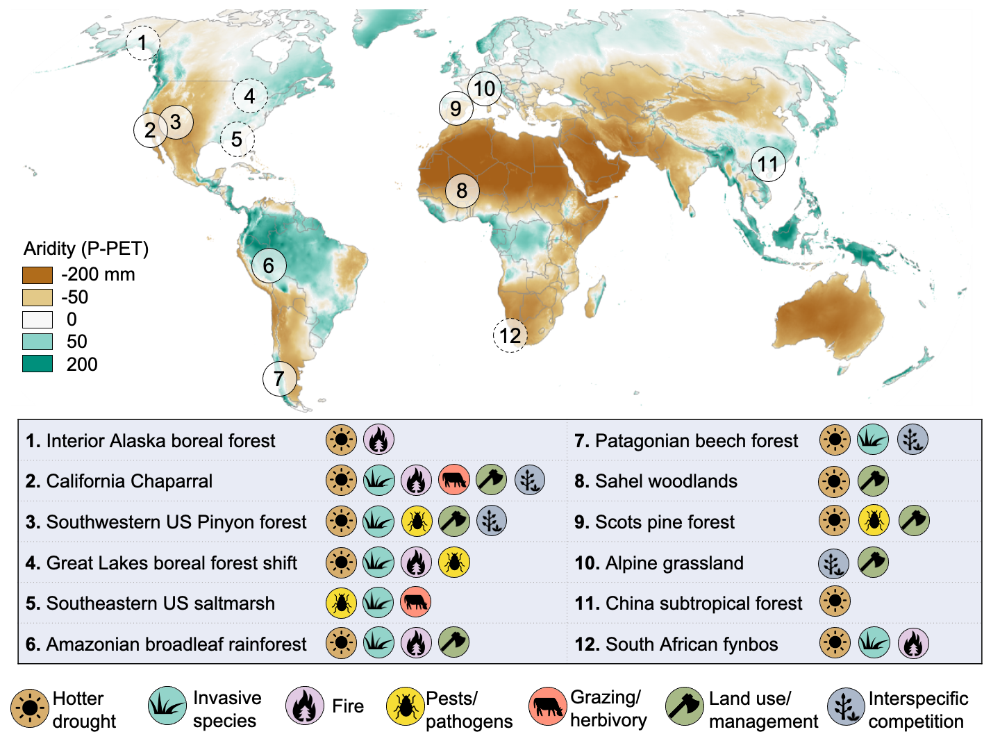 1
4
10
9
3
2
5
11
8
Aridity (P-PET)
-200 mm
-50
0
50
200
6
12
7
1. Interior Alaska boreal forest
2. California Chaparral
3. Southwestern US Pinyon forest
4. Great Lakes boreal forest shift
5. Southeastern US saltmarsh
6. Amazonian broadleaf rainforest
7. Patagonian beech forest
8. Sahel woodlands
9. Scots pine forest
10. Alpine grassland
11. China subtropical forest
12. South African fynbos
Hotter
drought
Invasive
species
Fire
Pests/
pathogens
Grazing/
herbivory
Land use/
management
Interspecific
competition